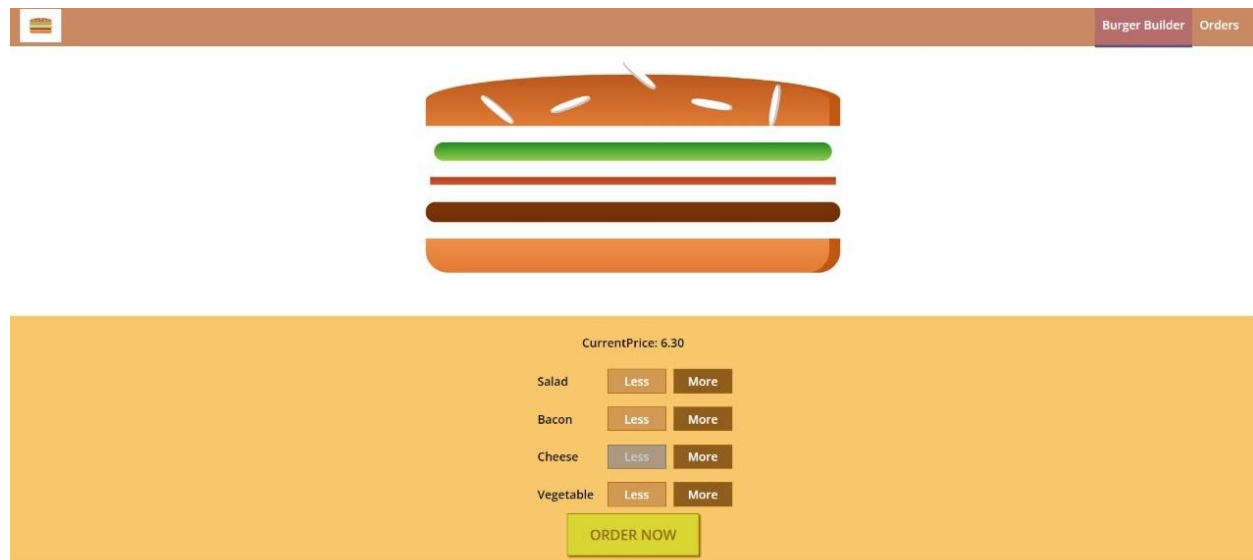 Burger Builder Orders
CurrentPrice: 6.30
Salad Less More
Bacon Less More
Cheese Less More
Vegetable Less More
ORDER NOW